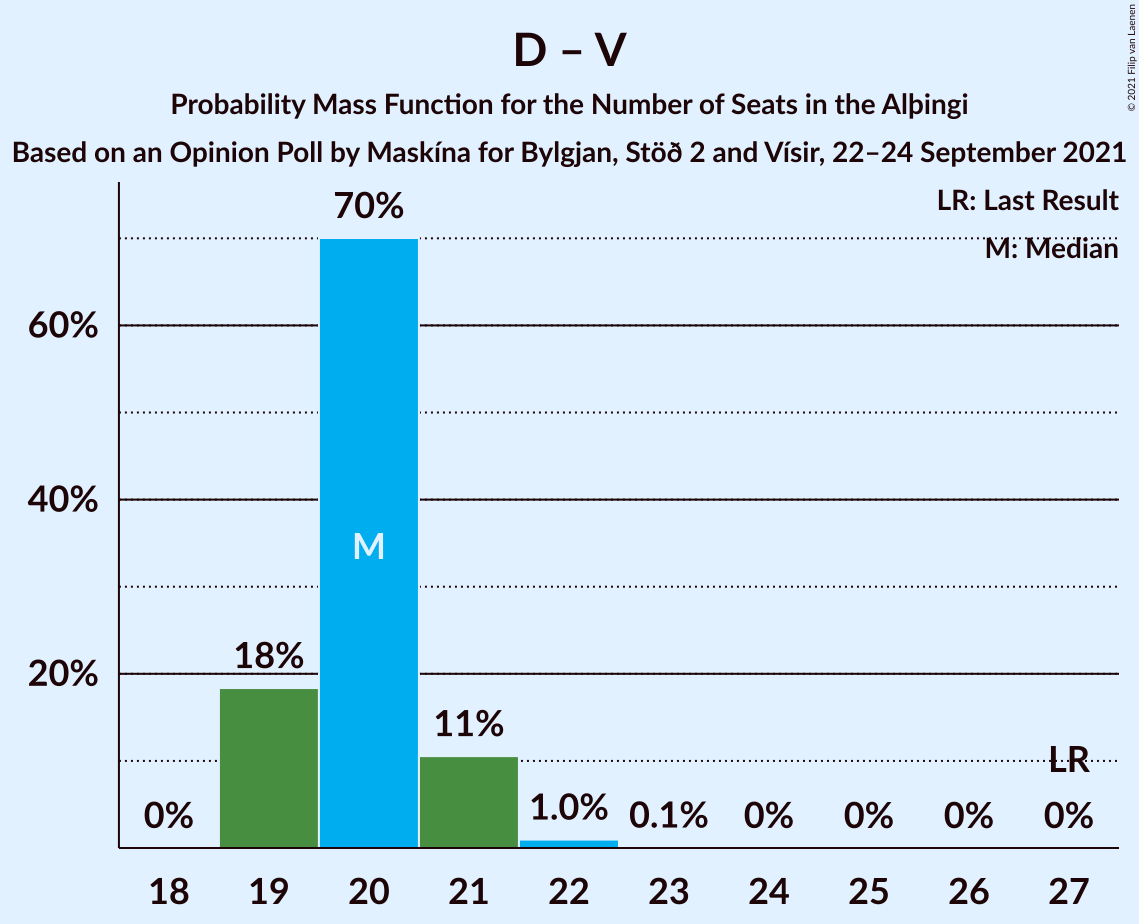 D – V
Probability Mass Function for the Number of Seats in the Alþingi
Based on an Opinion Poll by Maskína for Bylgjan, Stöð 2 and Vísir, 22–24 September 2021
© 2021 Filip van Laenen
LR: Last Result
M: Median
70%
60%
40%
M
18%
20%
11%
LR
0%
1.0%
0.1%
0%
0%
0%
0%
18 19 20 21 22 23 24 25 26 27